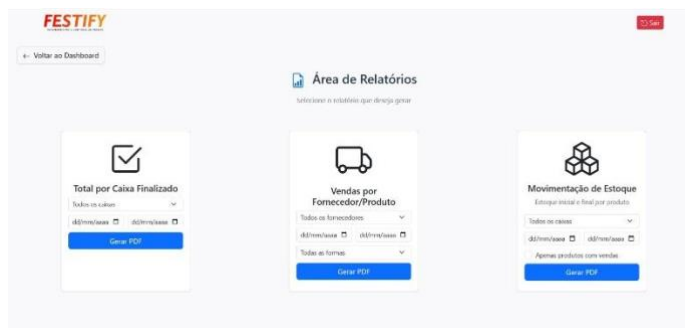 FESTIFY
Sair
← Voltar ao Dashboard
Área de Relatórios
Selecione o relatório que deseja gerar
Total por Caixa Finalizado
Todos os caixas
dd/mm/aaaa dd/mm/aaaa
Gerar PDF
Vendas por
Fornecedor/Produto
Todos os fornecedores
dd/mm/aaaa dd/mm/aaaa
Todas as formas
Gerar PDF
Movimentação de Estoque
Estoque inicial e final por produto
Todos os caixas
dd/mm/aaaa dd/mm/aaaa
Apenas produtos com vendas
Gerar PDF